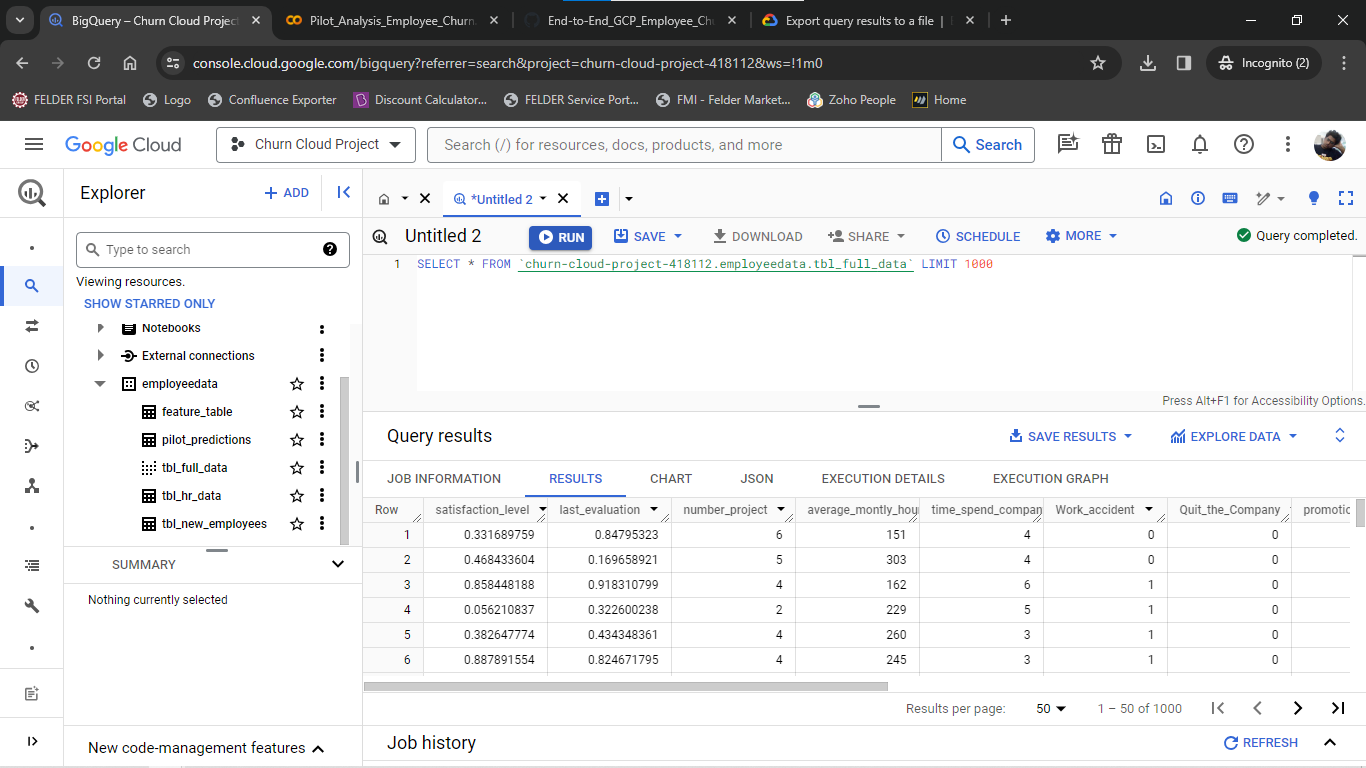 BigQuery – Churn Cloud Project
Pilot_Analysis_Employee_Churn
End-to-End_GCP_Employee_Chu
Export query results to a file |
console.cloud.google.com/bigquery?referrer=search&project=churn-cloud-project-418112&ws=!1m0
Incognito (2)
FELDER FSI Portal
Logo
Confluence Exporter
Discount Calculator...
FELDER Service Port...
FMI - Felder Market...
Zoho People
Home
Google Cloud
Churn Cloud Project
Search (/) for resources, docs, products, and more
Search
Explorer
+ ADD
*Untitled 2
Untitled 2
RUN
SAVE
DOWNLOAD
SHARE
SCHEDULE
MORE
Query completed.
Type to search
Viewing resources.
SHOW STARRED ONLY
Notebooks
External connections
employeedata
feature_table
pilot_predictions
tbl_full_data
tbl_hr_data
tbl_new_employees
SUMMARY
Nothing currently selected
New code-management features
1 SELECT * FROM `churn-cloud-project-418112.employeedata.tbl_full_data` LIMIT 1000
Press Alt+F1 for Accessibility Options.
Query results
SAVE RESULTS
EXPLORE DATA
JOB INFORMATION RESULTS CHART JSON EXECUTION DETAILS EXECUTION GRAPH
Row satisfaction_level last_evaluation number_project average_montly_hou time_spend_compan Work_accident Quit_the_Company promotio
1 0.331689759 0.84795323 6 151 4 0 0
2 0.468433604 0.169658921 5 303 4 0 0
3 0.858448188 0.918310799 4 162 6 1 0
4 0.056210837 0.322600238 2 229 5 1 0
5 0.382647774 0.434348361 4 260 3 1 0
6 0.887891554 0.824671795 4 245 3 1 0
Results per page: 50 1 – 50 of 1000
Job history
REFRESH